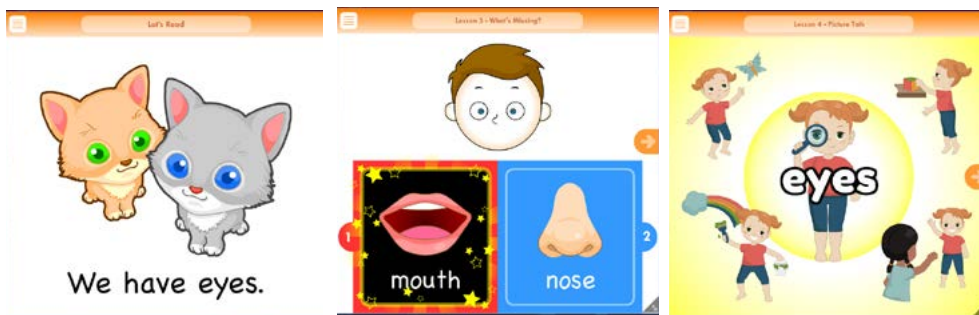 Let's Read
We have eyes.
Lesson 3 • What's Missing?
1
mouth
nose
2
Lesson 4 • Picture Talk
eyes